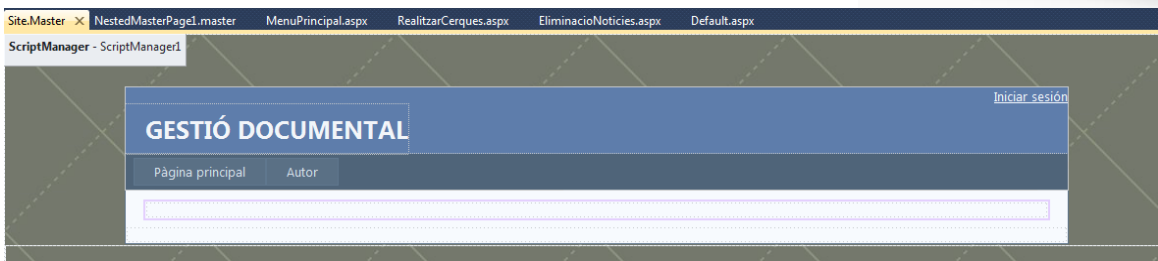 Site.Master NestedMasterPage1.master MenuPrincipal.aspx RealitzarCerques.aspx EliminacioNoticies.aspx Default.aspx
ScriptManager - ScriptManager1
Iniciar sesión
GESTIÓ DOCUMENTAL
Pàgina principal Autor